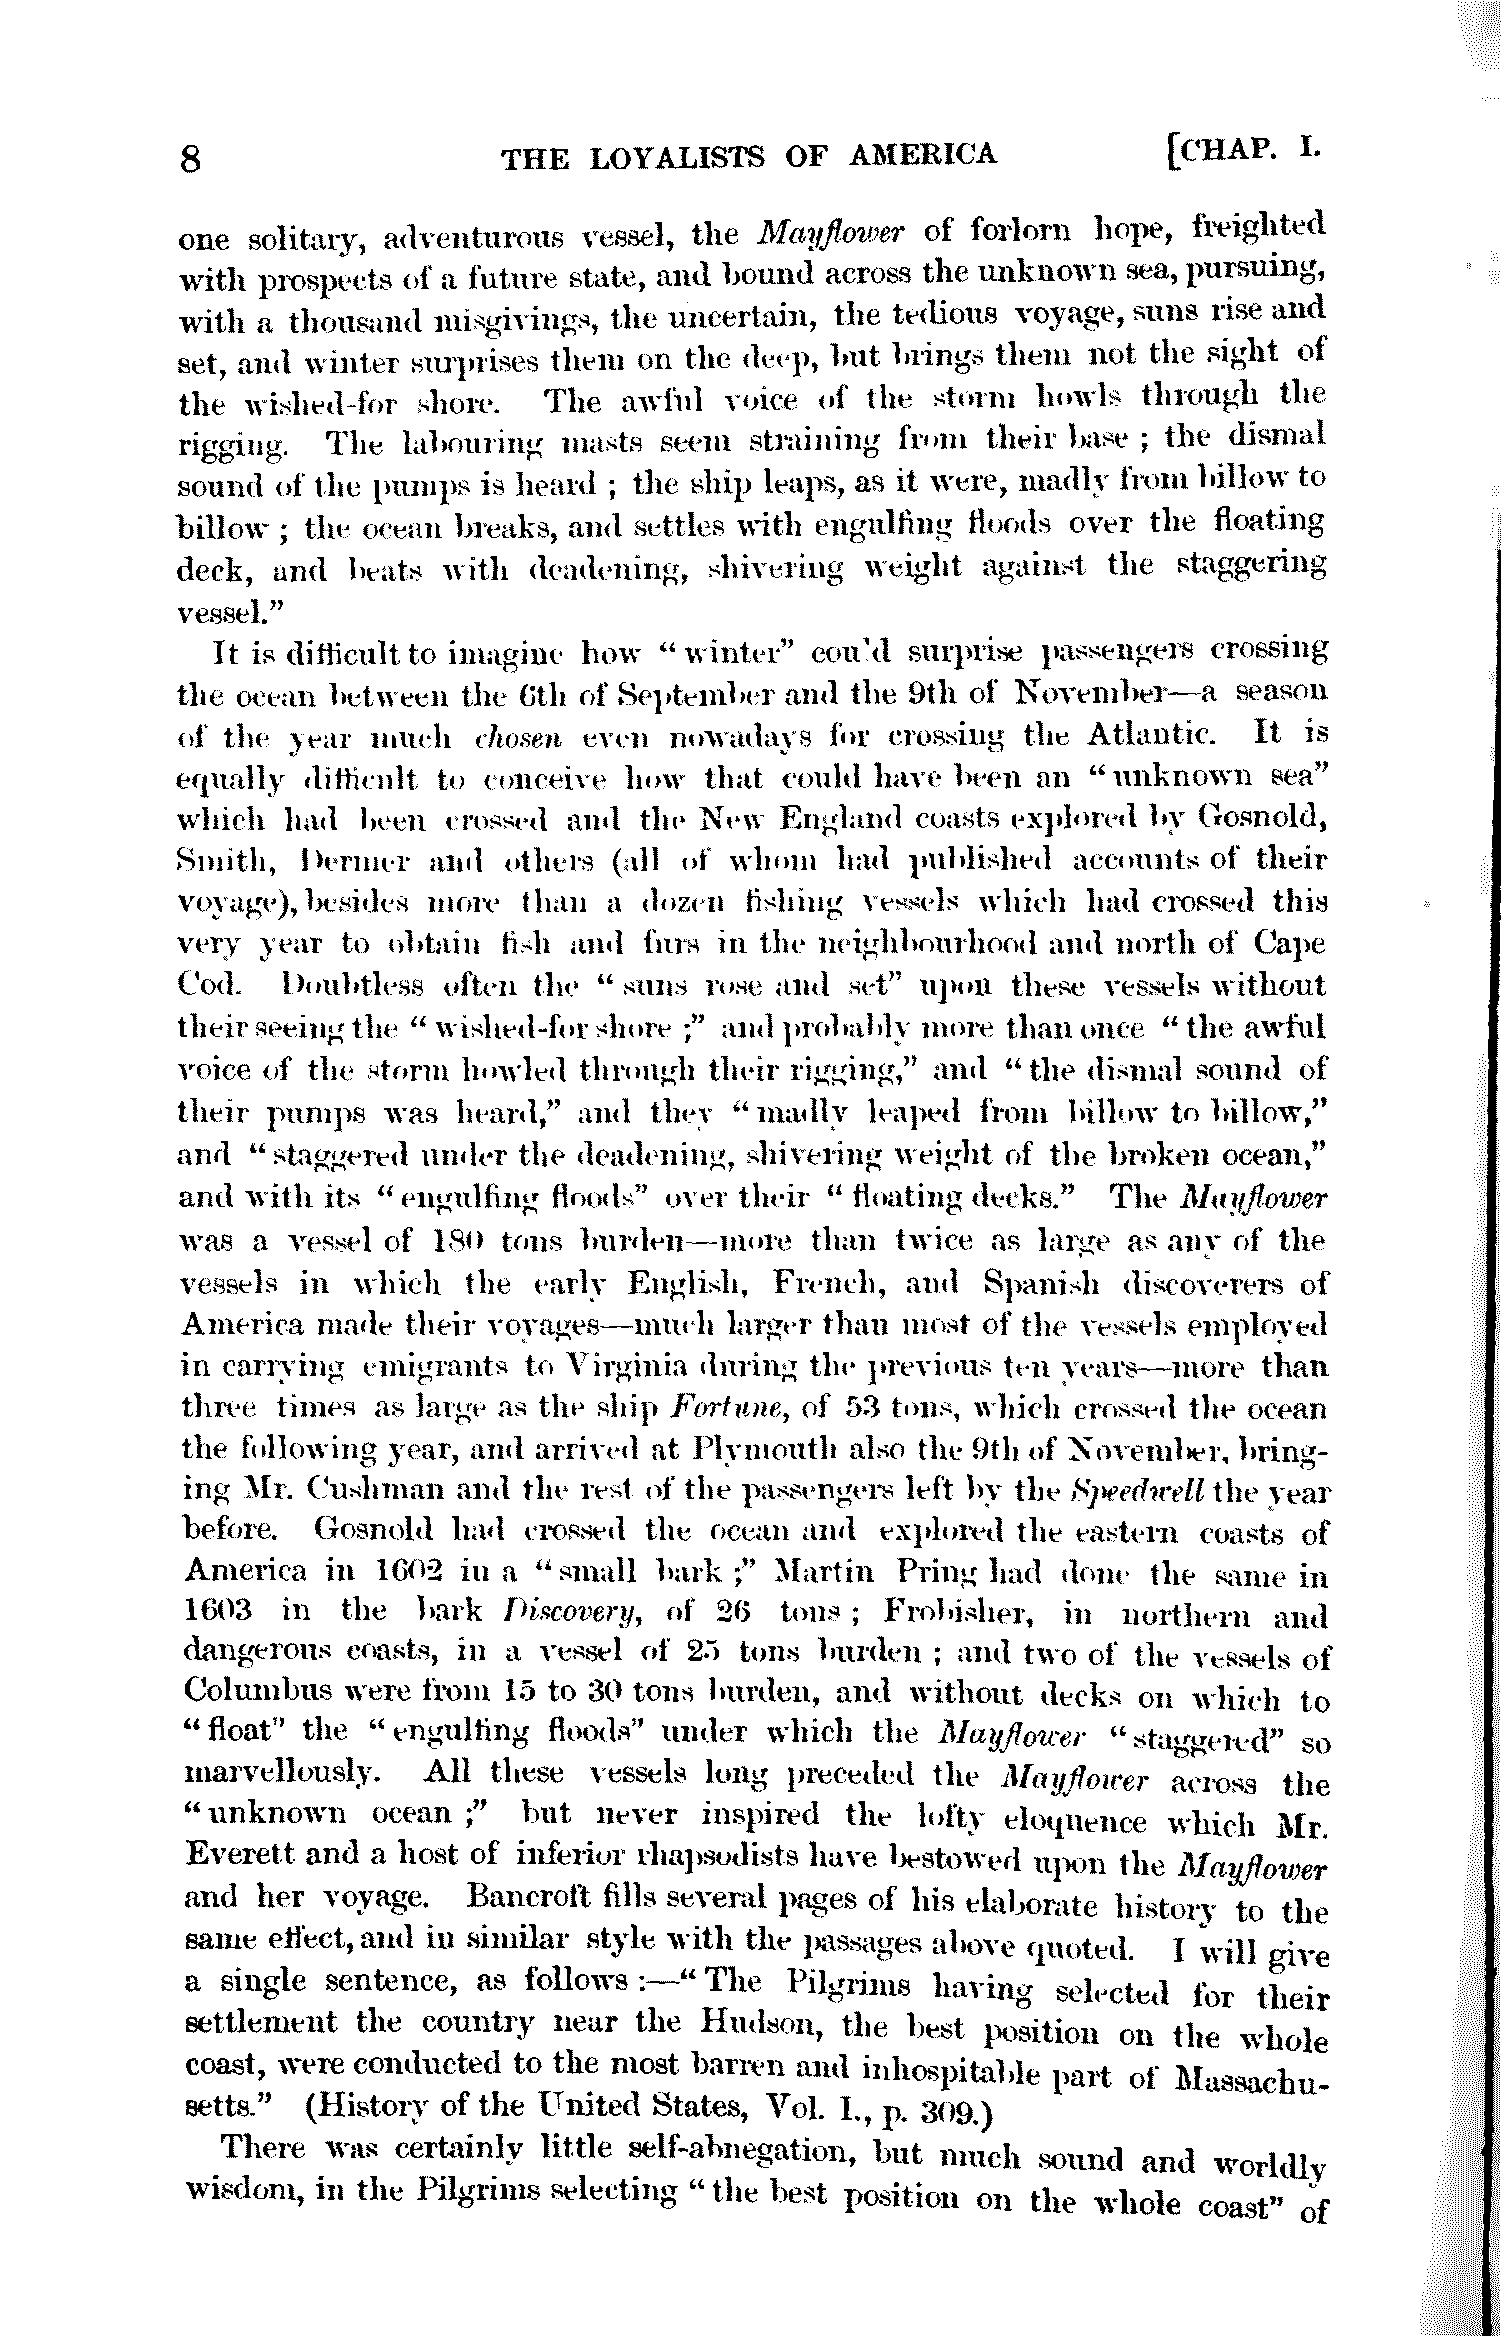 8 THE LOYALISTS OF AMERICA [CHAP. I.
one solitary, adventurous vessel, the Mayflower of forlorn hope, freighted
with prospects of a future state, and bound across the unknown sea, pursuing,
with a thousand misgivings, the uncertain, the tedious voyage, suns rise and
set, and winter surprises them on the deep, but brings them not the sight of
the wished-for shore. The awful voice of the storm howls through the
rigging. The labouring masts seem straining from their base ; the dismal
sound of the pumps is heard ; the ship leaps, as it were, madly from billow to
billow ; the ocean breaks, and settles with engulfing floods over the floating
deck, and beats with deadening, shivering weight against the staggering
vessel."
It is difficult to imagine how "winter" could surprise passengers crossing
the ocean between the 6th of September and the 9th of November—a season
of the year much chosen even nowadays for crossing the Atlantic. It is
equally difficult to conceive how that could have been an "unknown sea"
which had been crossed and the New England coasts explored by Gosnold,
Smith, Dermer and others (all of whom had published accounts of their
voyage), besides more than a dozen fishing vessels which had crossed this
very year to obtain fish and furs in the neighbourhood and north of Cape
Cod. Doubtless often the "suns rose and set" upon these vessels without
their seeing the "wished-for shore ;" and probably more than once "the awful
voice of the storm howled through their rigging," and "the dismal sound of
their pumps was heard," and they "madly leaped from billow to billow,"
and "staggered under the deadening, shivering weight of the broken ocean,"
and with its "engulfing floods" over their "floating decks." The Mayflower
was a vessel of 180 tons burden—more than twice as large as any of the
vessels in which the early English, French, and Spanish discoverers of
America made their voyages—much larger than most of the vessels employed
in carrying emigrants to Virginia during the previous ten years—more than
three times as large as the ship Fortune, of 53 tons, which crossed the ocean
the following year, and arrived at Plymouth also the 9th of November, bring-
ing Mr. Cushman and the rest of the passengers left by the Speedwell the year
before. Gosnold had crossed the ocean and explored the eastern coasts of
America in 1602 in a "small bark ;" Martin Pring had done the same in
1603 in the bark Discovery, of 26 tons ; Frobisher, in northern and
dangerous coasts, in a vessel of 25 tons burden ; and two of the vessels of
Columbus were from 15 to 30 tons burden, and without decks on which to
"float" the "engulfing floods" under which the Mayflower "staggered" so
marvellously. All these vessels long preceded the Mayflower across the
"unknown ocean ;" but never inspired the lofty eloquence which Mr.
Everett and a host of inferior rhapsodists have bestowed upon the Mayflower
and her voyage. Bancroft fills several pages of his elaborate history to the
same effect, and in similar style with the passages above quoted. I will give
a single sentence, as follows :—"The Pilgrims having selected for their
settlement the country near the Hudson, the best position on the whole
coast, were conducted to the most barren and inhospitable part of Massachu-
setts." (History of the United States, Vol. I., p. 309.)
There was certainly little self-abnegation, but much sound and worldly
wisdom, in the Pilgrims selecting "the best position on the whole coast" of